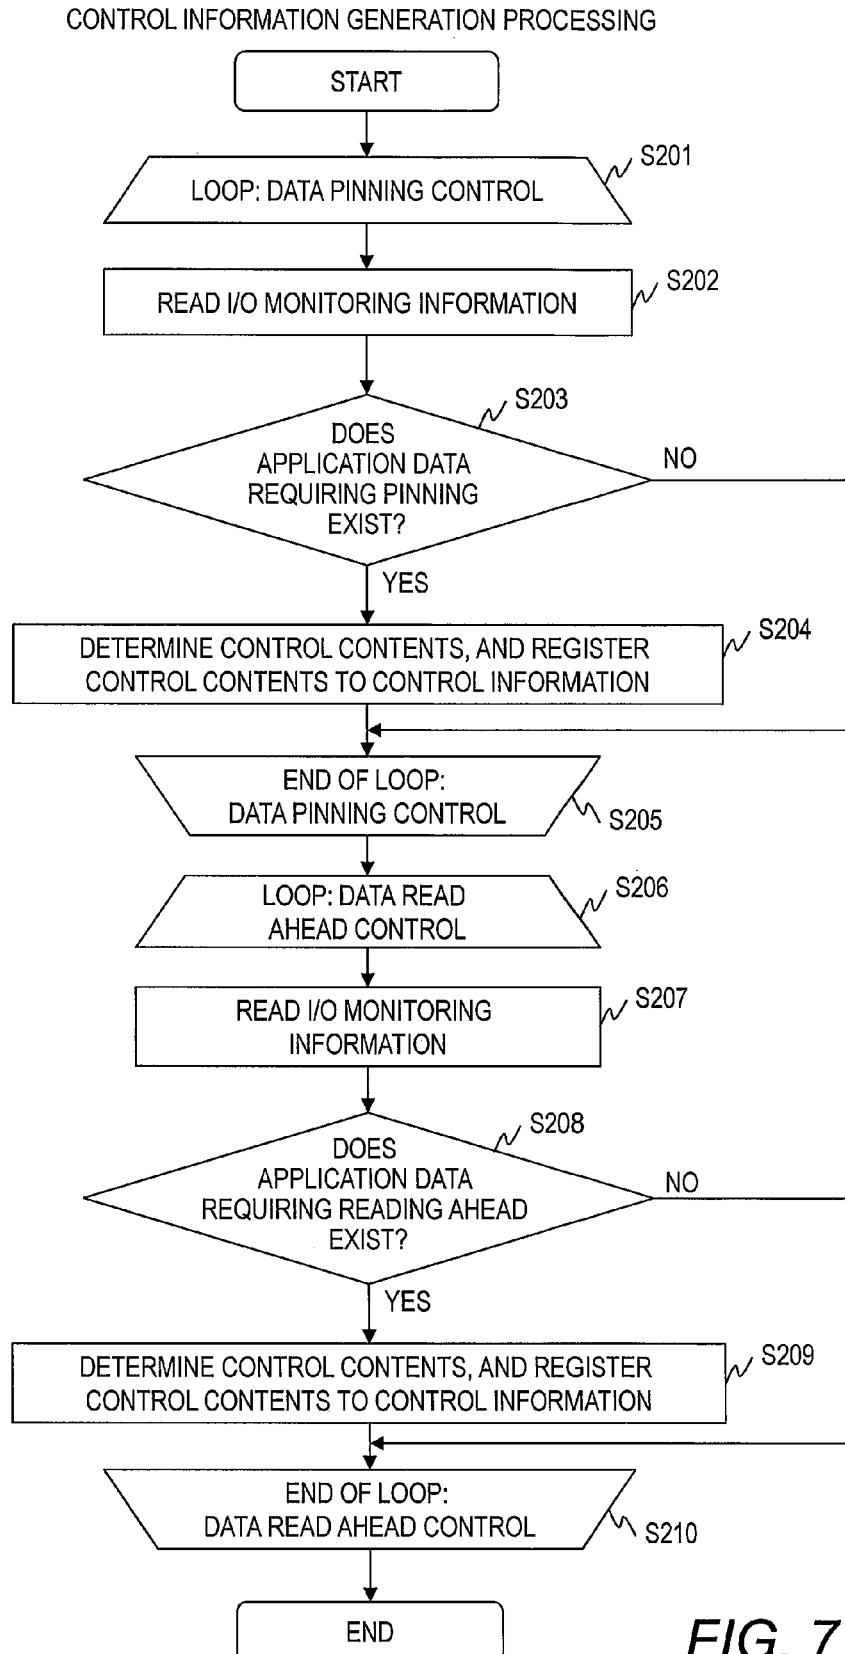 CONTROL INFORMATION GENERATION PROCESSING
START
S201
LOOP: DATA PINNING CONTROL
S202
READ I/O MONITORING INFORMATION
S203
DOES
APPLICATION DATA
REQUIRING PINNING
EXIST?
NO
YES
S204
DETERMINE CONTROL CONTENTS, AND REGISTER
CONTROL CONTENTS TO CONTROL INFORMATION
END OF LOOP:
DATA PINNING CONTROL
S205
LOOP: DATA READ
AHEAD CONTROL
S206
READ I/O MONITORING
INFORMATION
S207
S208
DOES
APPLICATION DATA
REQUIRING READING AHEAD
EXIST?
NO
YES
S209
DETERMINE CONTROL CONTENTS, AND REGISTER
CONTROL CONTENTS TO CONTROL INFORMATION
END OF LOOP:
DATA READ AHEAD CONTROL
S210
END
FIG. 7